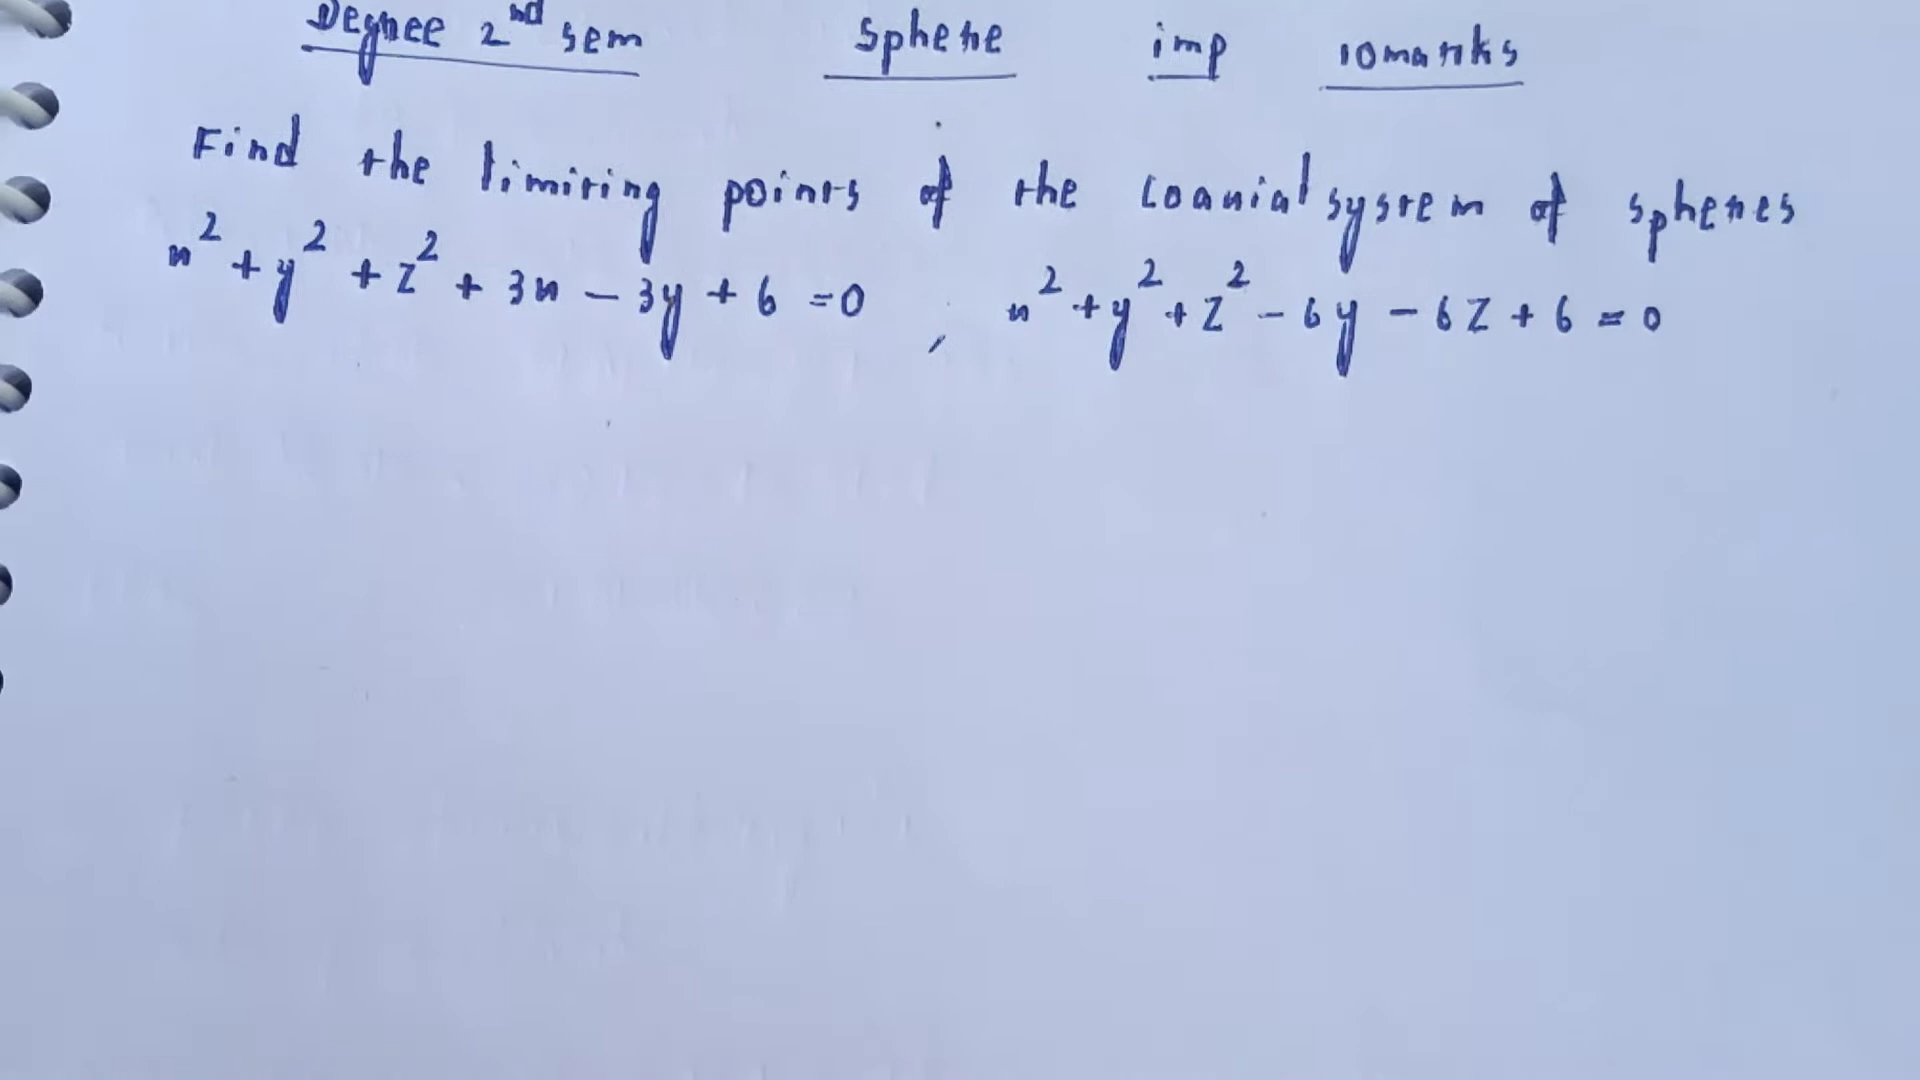 Degree 2nd sem sphere imp 10marks
Find the limiting points of the coaxial system of spheres
x² + y² + z² + 3x - 3y + 6 = 0 , x² + y² + z² - 6y - 6z + 6 = 0